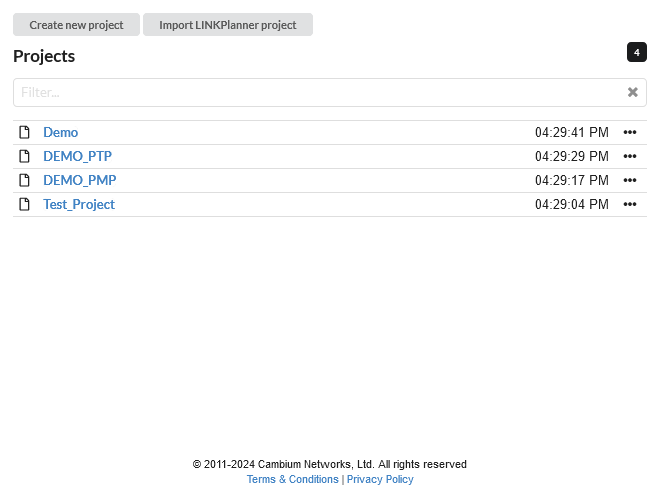 Create new project Import LINKPlanner project
Projects 4
Filter...
Demo 04:29:41 PM
DEMO_PTP 04:29:29 PM
DEMO_PMP 04:29:17 PM
Test_Project 04:29:04 PM
© 2011-2024 Cambium Networks, Ltd. All rights reserved
Terms & Conditions | Privacy Policy